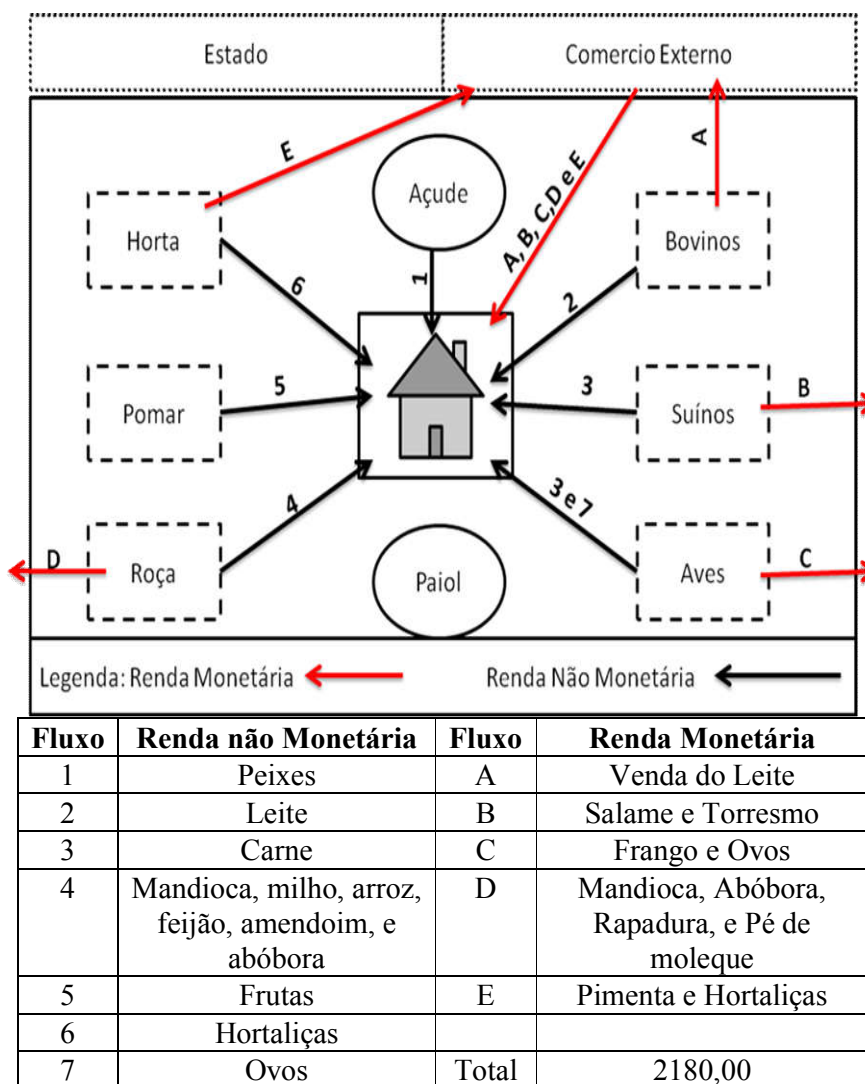 Estado Comercio Externo
E
A
Açude
A, B, C,D e E
Horta
Bovinos
6
1
2
Pomar
5
3
Suínos
B
4
3 e 7
D
Roça
Paiol
Aves
C
Legenda: Renda Monetária Renda Não Monetária
Fluxo Renda não Monetária Fluxo Renda Monetária
1 Peixes A Venda do Leite
2 Leite B Salame e Torresmo
3 Carne C Frango e Ovos
4 Mandioca, milho, arroz, D Mandioca, Abóbora,
feijão, amendoim, e Rapadura, e Pé de
abóbora moleque
5 Frutas E Pimenta e Hortaliças
6 Hortaliças
7 Ovos Total 2180,00